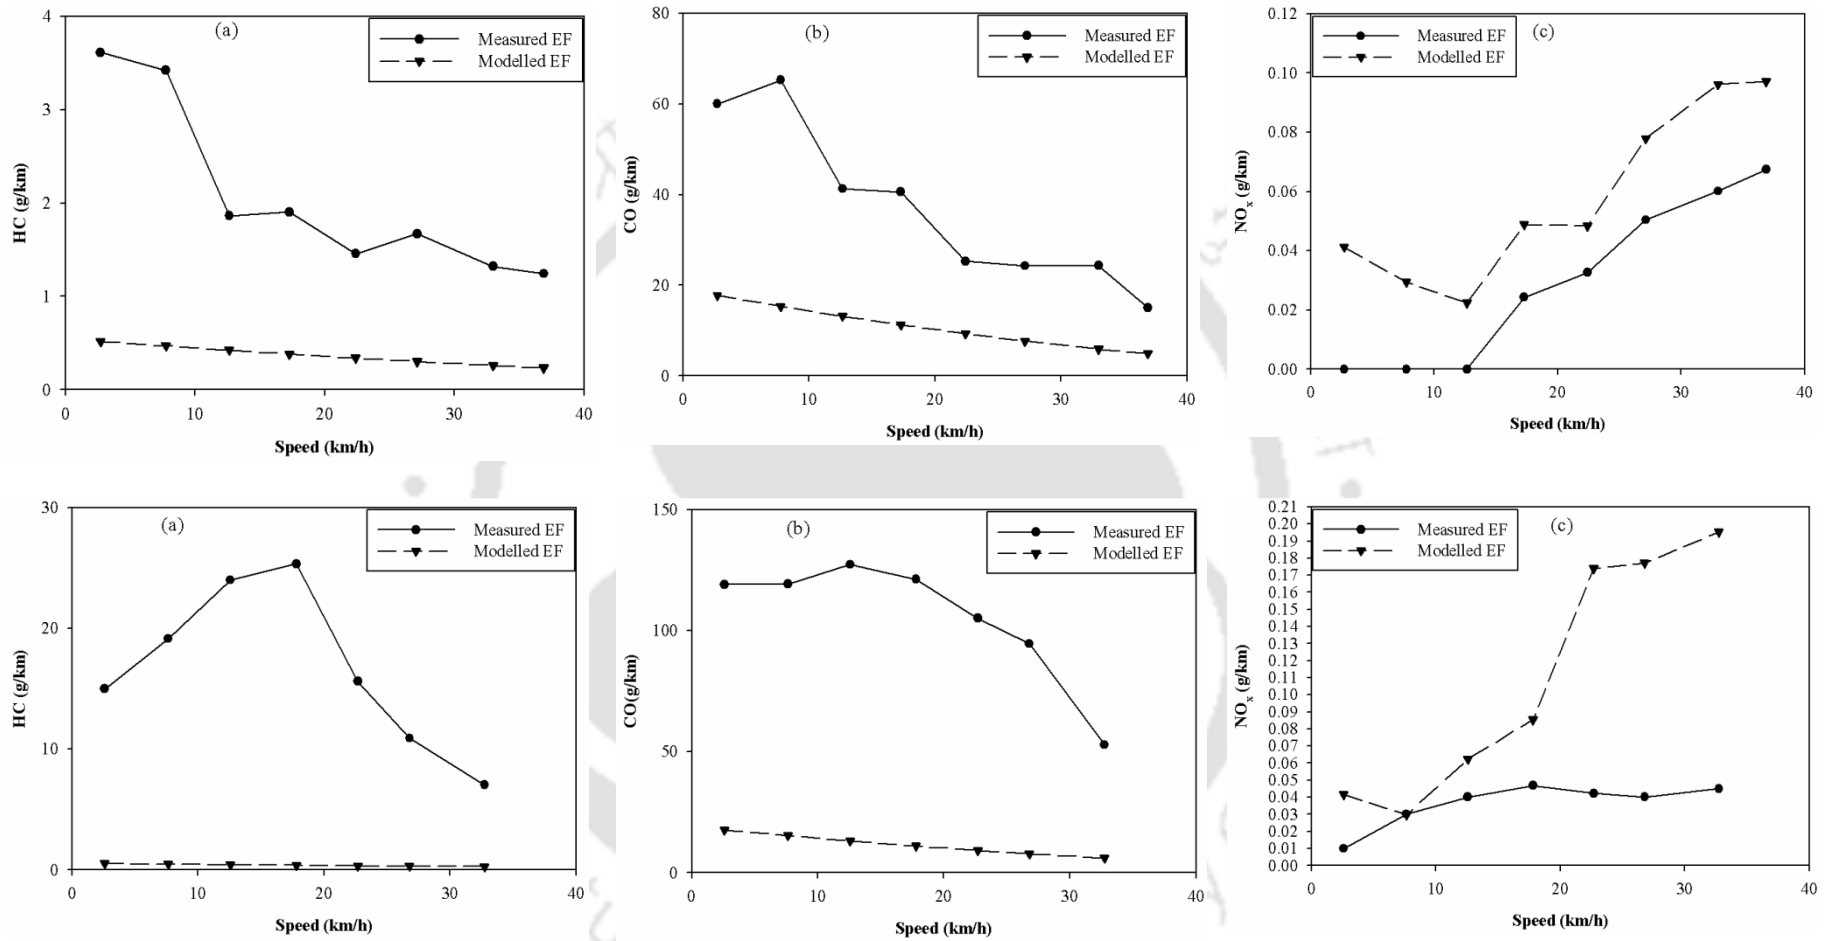 (a)
Measured EF
Modelled EF
HC (g/km)
4
3
2
1
0
0 10 20 30 40
Speed (km/h)
(b)
Measured EF
Modelled EF
CO (g/km)
80
60
40
20
0
0 10 20 30 40
Speed (km/h)
(c)
Measured EF
Modelled EF
NOx (g/km)
0.12
0.10
0.08
0.06
0.04
0.02
0.00
0 10 20 30 40
Speed (km/h)
(a)
Measured EF
Modelled EF
HC (g/km)
30
20
10
0
0 10 20 30 40
Speed (km/h)
(b)
Measured EF
Modelled EF
CO(g/km)
150
100
50
0
0 10 20 30 40
Speed (km/h)
(c)
Measured EF
Modelled EF
NOx (g/km)
0.21
0.20
0.19
0.18
0.17
0.16
0.15
0.14
0.13
0.12
0.11
0.10
0.09
0.08
0.07
0.06
0.05
0.04
0.03
0.02
0.01
0.00
0 10 20 30 40
Speed (km/h)